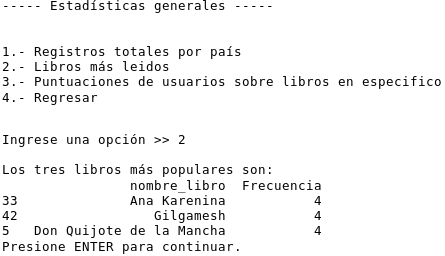 ----- Estadísticas generales -----
1.- Registros totales por país
2.- Libros más leidos
3.- Puntuaciones de usuarios sobre libros en especifico
4.- Regresar
Ingrese una opción >> 2
Los tres libros más populares son:
nombre_libro Frecuencia
33 Ana Karenina 4
42 Gilgamesh 4
5 Don Quijote de la Mancha 4
Presione ENTER para continuar.